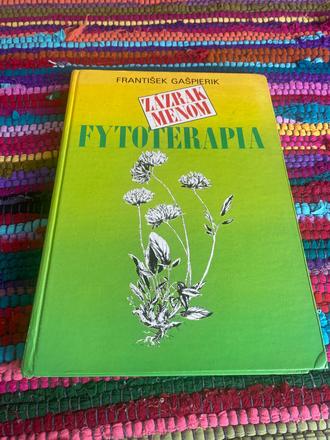 FRANTIŠEK GAŠPIERIK
ZÁZRAK
MENOM
FYTOTERAPIA